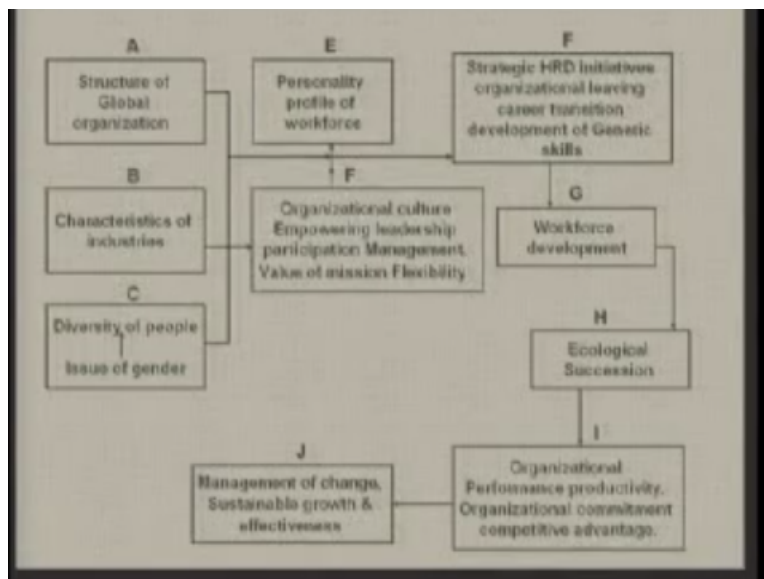 A
Structure of
Global
organization
E
Personality
profile of
workforce
F
Strategic HRD Initiatives
organizational leaving
career transition
development of Generic
skills
B
Characteristics of
industries
F
Organizational culture
Empowering leadership
participation Management.
Value of mission Flexibility
G
Workforce
development
C
Diversity of people
Issue of gender
H
Ecological
Succession
I
Organizational
Performance productivity.
Organizational commitment
competitive advantage.
J
Management of change,
Sustainable growth &
effectiveness